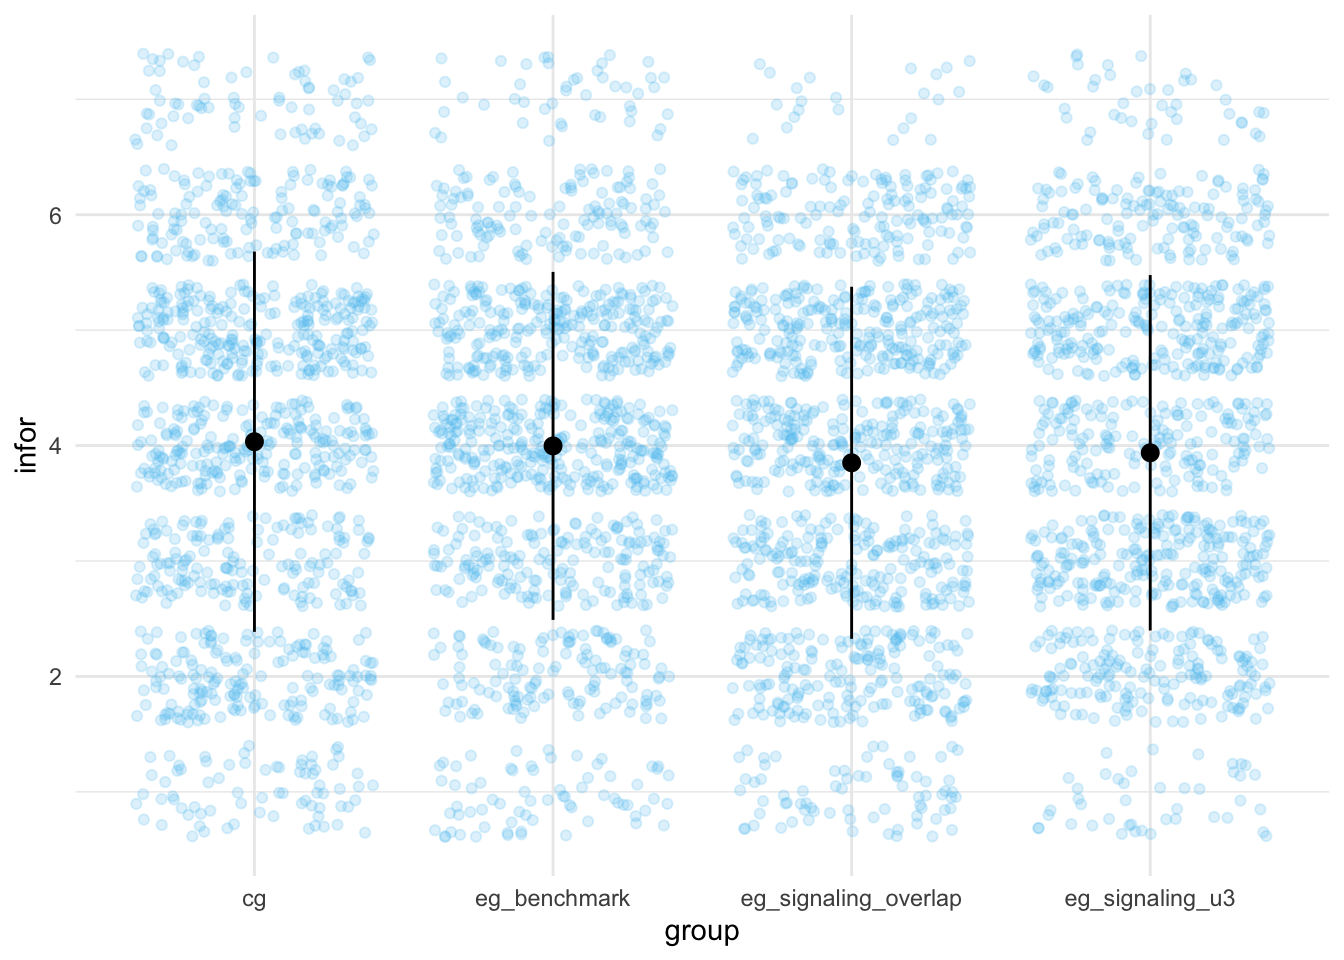 infor
6
4
2
cg
eg_benchmark
eg_signaling_overlap
eg_signaling_u3
group